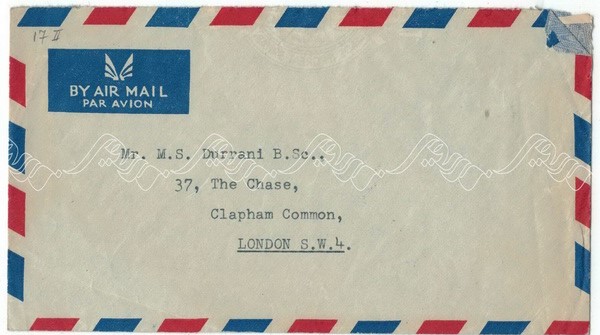 17 II
BY AIR MAIL
PAR AVION
Mr. M.S. Durrani B.Sc..
37, The Chase,
Clapham Common,
LONDON S.W.4.